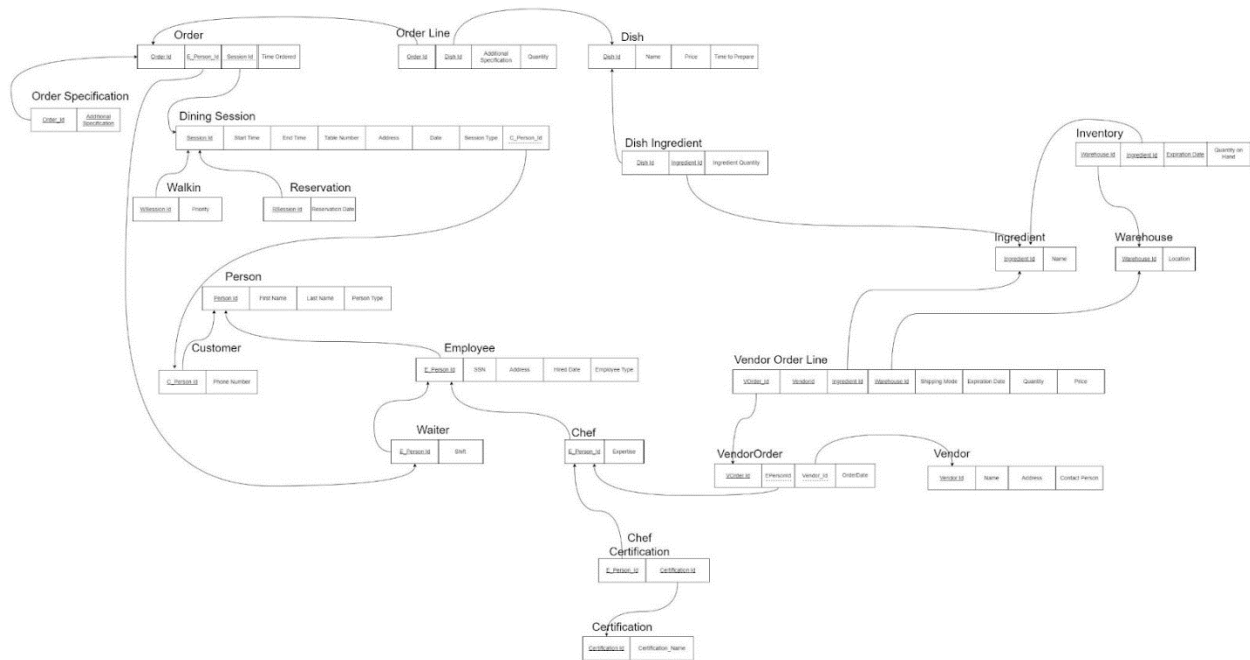 Order
Order Id E_Person_Id Session Id Time Ordered
Order Line
Order Id Dish Id Additional Specification Quantity
Dish
Dish Id Name Price Time to Prepare
Order Specification
Order_Id Additional Specification
Dining Session
Session Id Start Time End Time Table Number Address Date Session Type C_Person_Id
Dish Ingredient
Dish Id Ingredient Id Ingredient Quantity
Inventory
Warehouse Id Ingredient Id Expiration Date Quantity on Hand
Walkin
WSession Id Priority
Reservation
RSession Id Reservation Date
Ingredient
Ingredient Id Name
Warehouse
Warehouse Id Location
Person
Person Id First Name Last Name Person Type
Customer
C_Person Id Phone Number
Employee
E_Person Id SSN Address Hired Date Employee Type
Vendor Order Line
VOrder_Id VendorId Ingredient Id Warehouse Id Shipping Mode Expiration Date Quantity Price
Waiter
E_Person Id Shift
Chef
E_Person_Id Expertise
VendorOrder
VOrder Id EPersonId Vendor_Id OrderDate
Vendor
Vendor Id Name Address Contact Person
Chef
Certification
E_Person_Id Certification Id
Certification
Certification Id Certification_Name